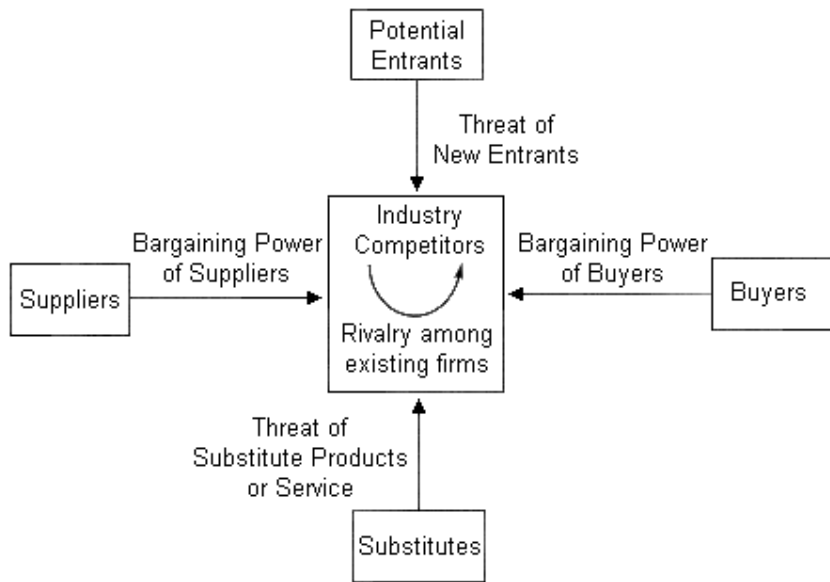 Potential
Entrants
Threat of
New Entrants
Industry
Competitors
Bargaining Power
of Suppliers
Bargaining Power
of Buyers
Suppliers
Buyers
Rivalry among
existing firms
Threat of
Substitute Products
or Service
Substitutes